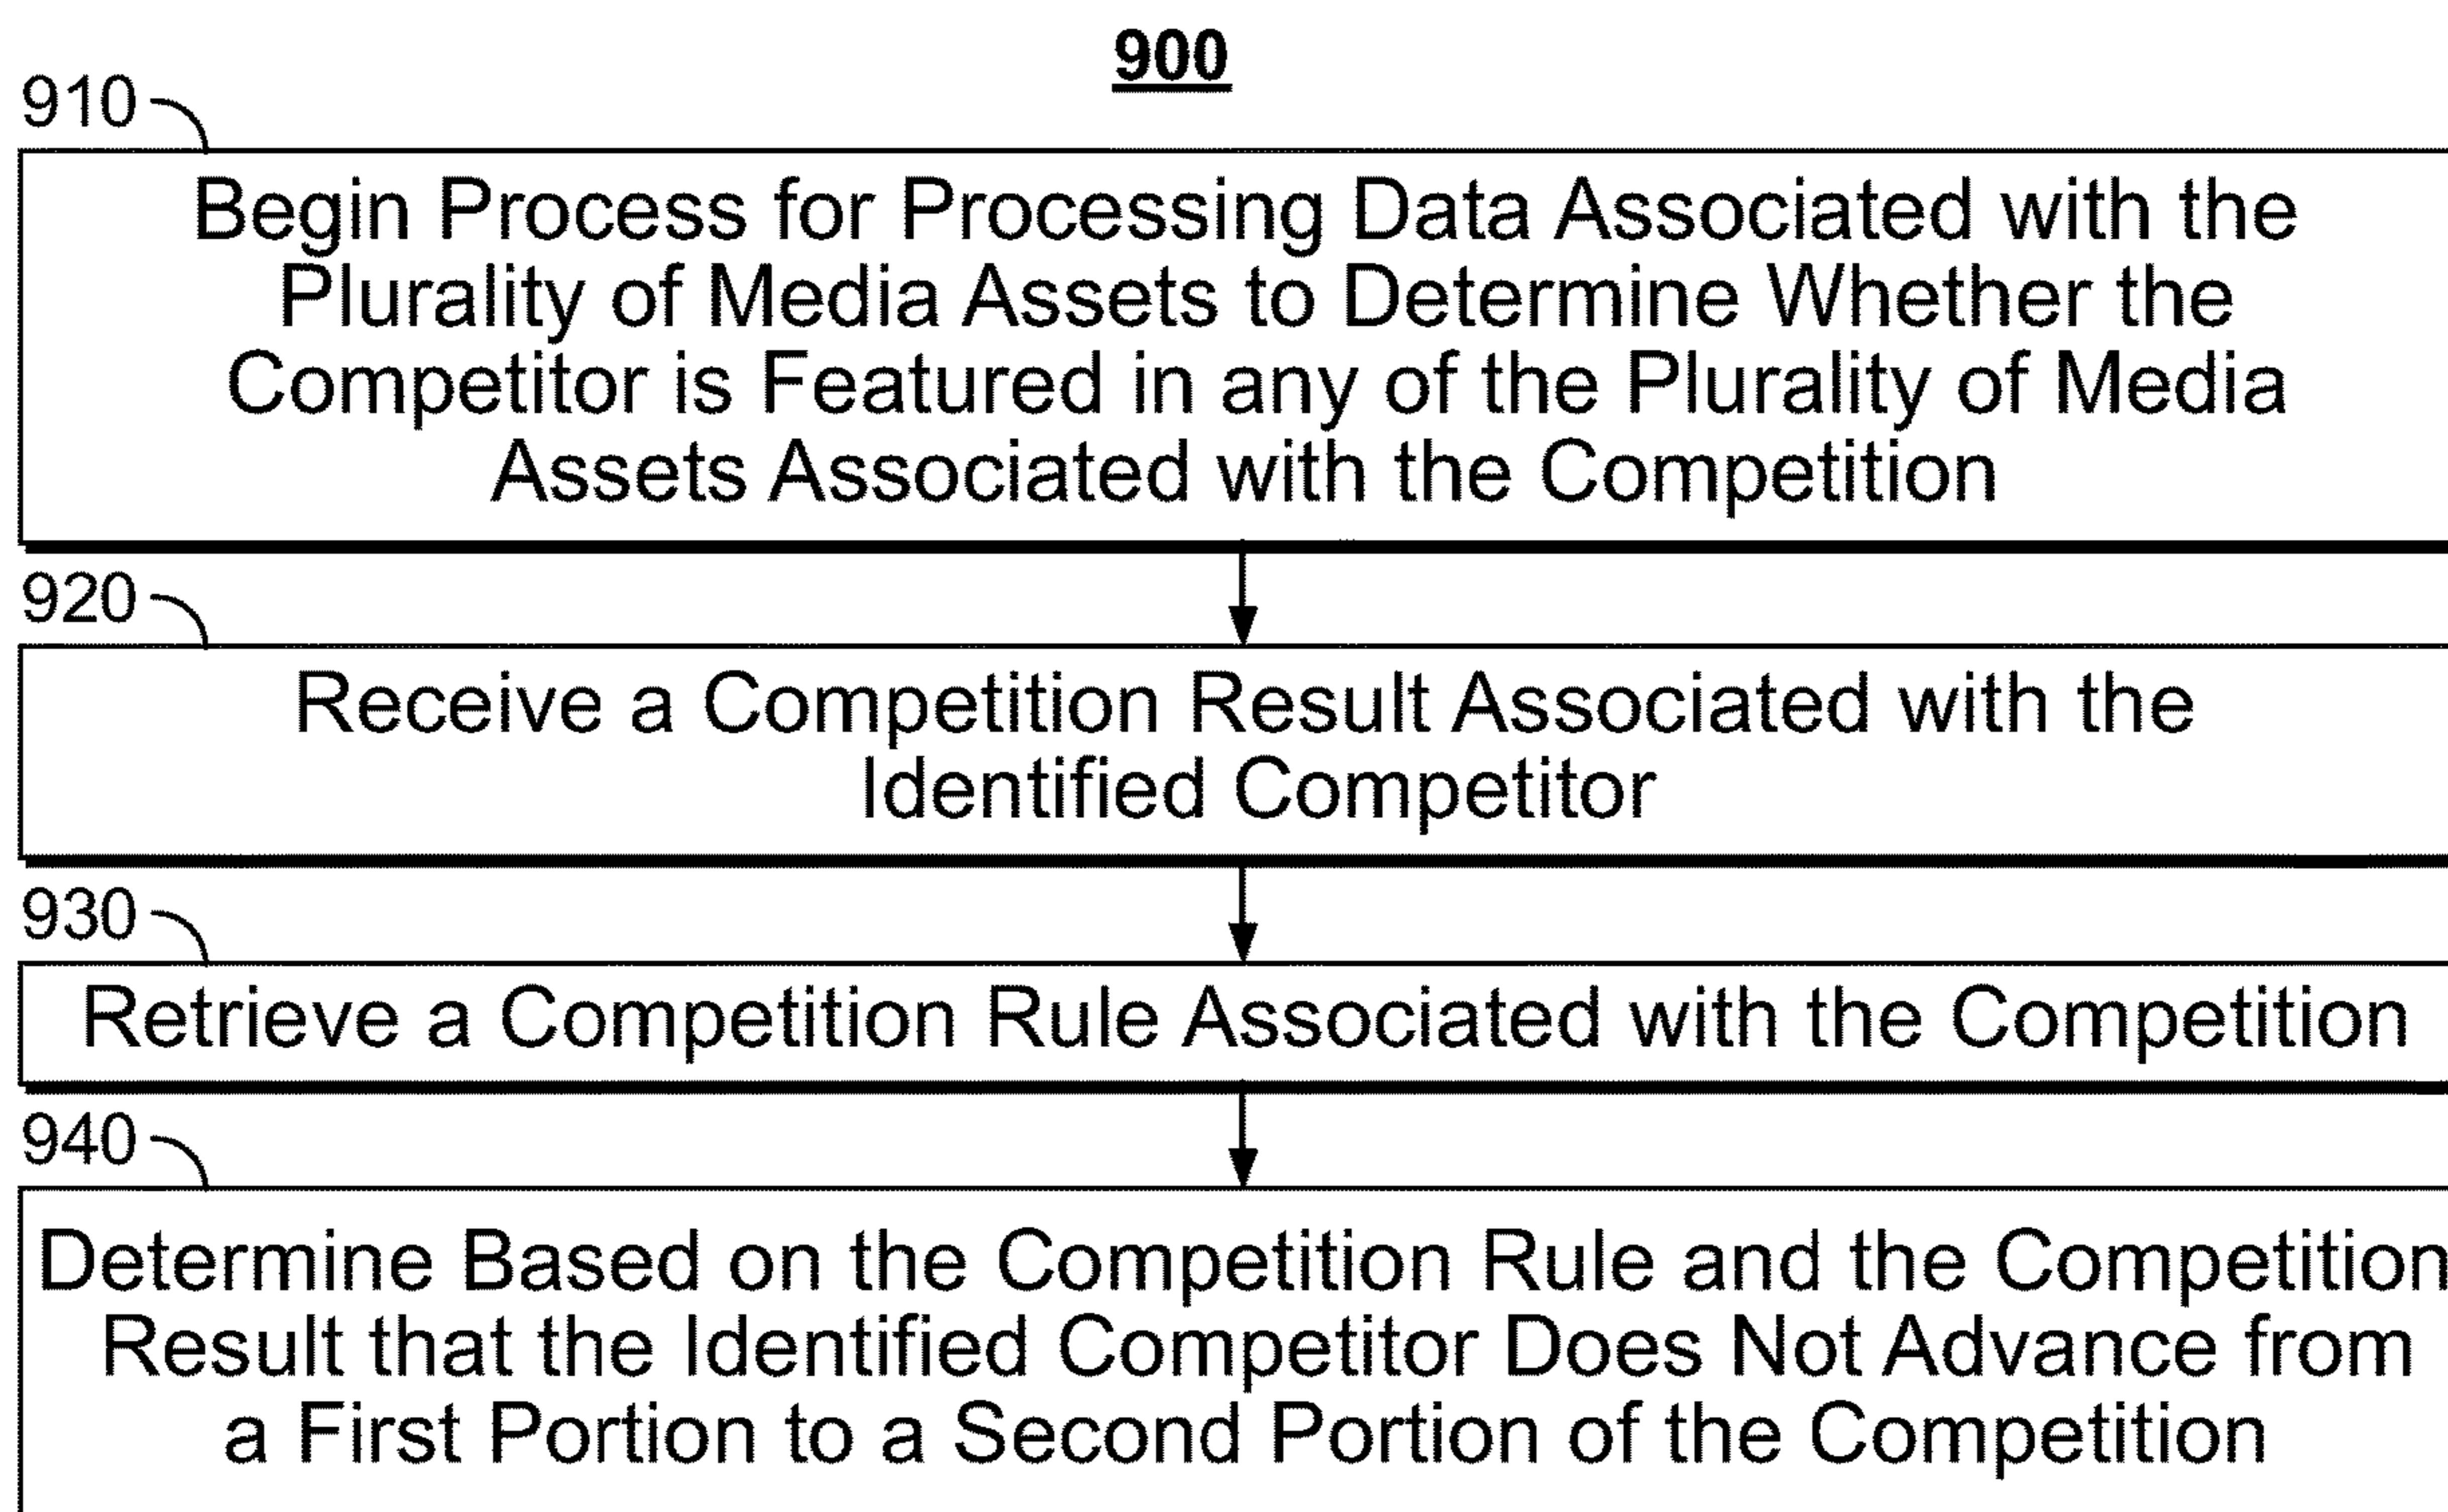 900
910
Begin Process for Processing Data Associated with the
Plurality of Media Assets to Determine Whether the
Competitor is Featured in any of the Plurality of Media
Assets Associated with the Competition
920
Receive a Competition Result Associated with the
Identified Competitor
930
Retrieve a Competition Rule Associated with the Competition
940
Determine Based on the Competition Rule and the Competition
Result that the Identified Competitor Does Not Advance from
a First Portion to a Second Portion of the Competition